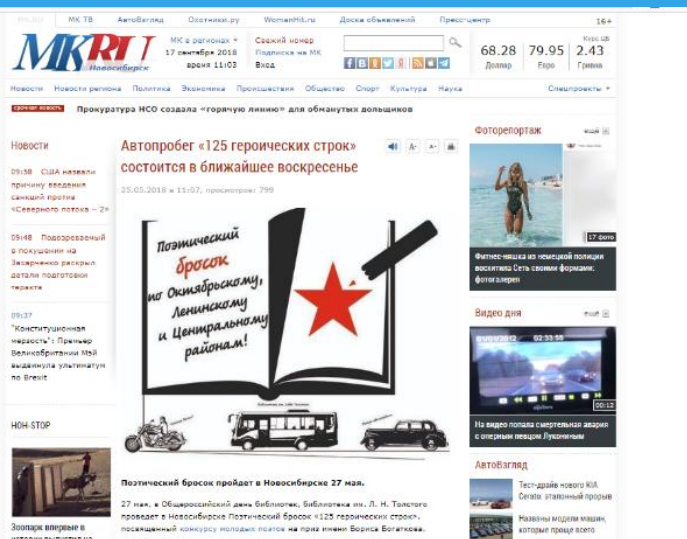 МК ТВ АвтоВзгляд Охотники.ру WomanHit.ru Доска объявлений Пресс-центр 16+
MKRU
Новосибирск
МК в регионах
17 сентября 2018
время 11:03
Свежий номер
Подписка на МК
Вход
Курс ЦБ
68.28 79.95 2.43
Доллар Евро Гривна
Новости Новости региона Политика Экономика Происшествия Общество Спорт Культура Наука Спецпроекты
срочная новость Прокуратура НСО создала «горячую линию» для обманутых дольщиков
Новости
09:58 США назвали
причину введения
санкций против
«Северного потока – 2»
09:48 Подозреваемый
в покушении на
Захарченко раскрыл
детали подготовки
теракта
09:37
"Конституционная
мерзость": Премьер
Великобритании Мэй
выдвинула ультиматум
по Brexit
НОН-STOP
Зоопарк впервые в
Автопробег «125 героических строк»
состоится в ближайшее воскресенье
25.05.2018 в 11:07, просмотров: 799
Поэтический
бросок
по Октябрьскому,
Ленинскому
и Центральному
районам!
Поэтический бросок пройдет в Новосибирске 27 мая.
27 мая, в Общероссийский день библиотек, библиотека им. Л. Н. Толстого
проведет в Новосибирске Поэтический бросок «125 героических строк»,
посвященный конкурсу молодых поэтов на приз имени Бориса Богаткова.
Фоторепортаж ещё
17 фото
Фитнес-няшка из немецкой полиции
восхитила Сеть своими формами:
фотогалерея
Видео дня ещё
01/01/2012 02:33:55
00:12
На видео попала смертельная авария
с оперным певцом Лукониным
АвтоВзгляд
Тест-драйв нового KIA
Cerato: эталонный прорыв
Названы модели машин,
которые проще всего